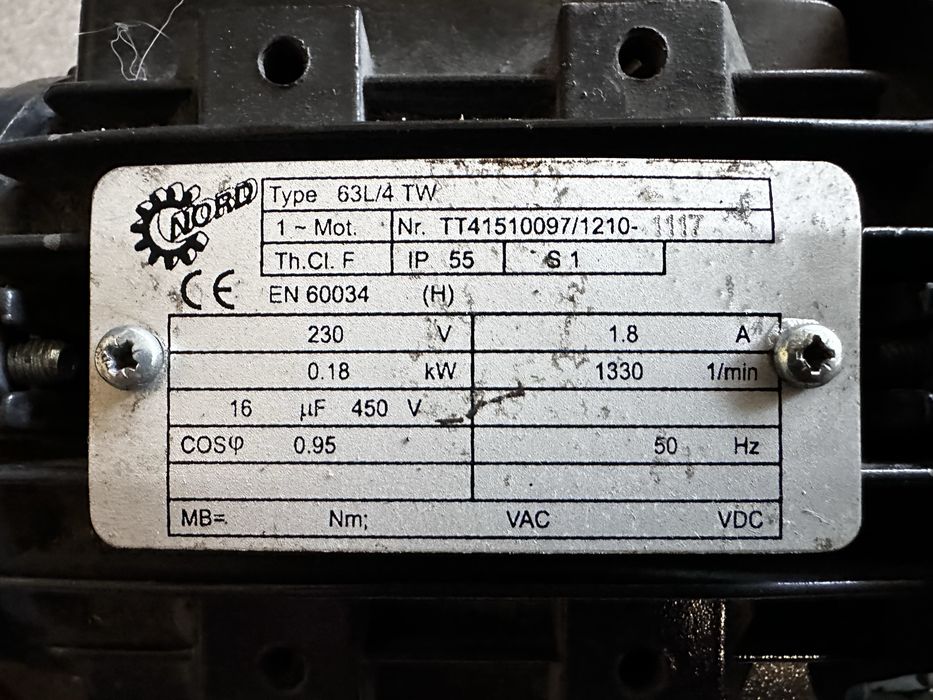 NORD
Type 63L/4 TW
1 ~ Mot. Nr. TT41510097/1210-1117
Th.Cl. F IP 55 S 1
CE EN 60034 (H)
230 V 1.8 A
0.18 kW 1330 1/min
16 µF 450 V
COSφ 0.95 50 Hz
MB= Nm; VAC VDC